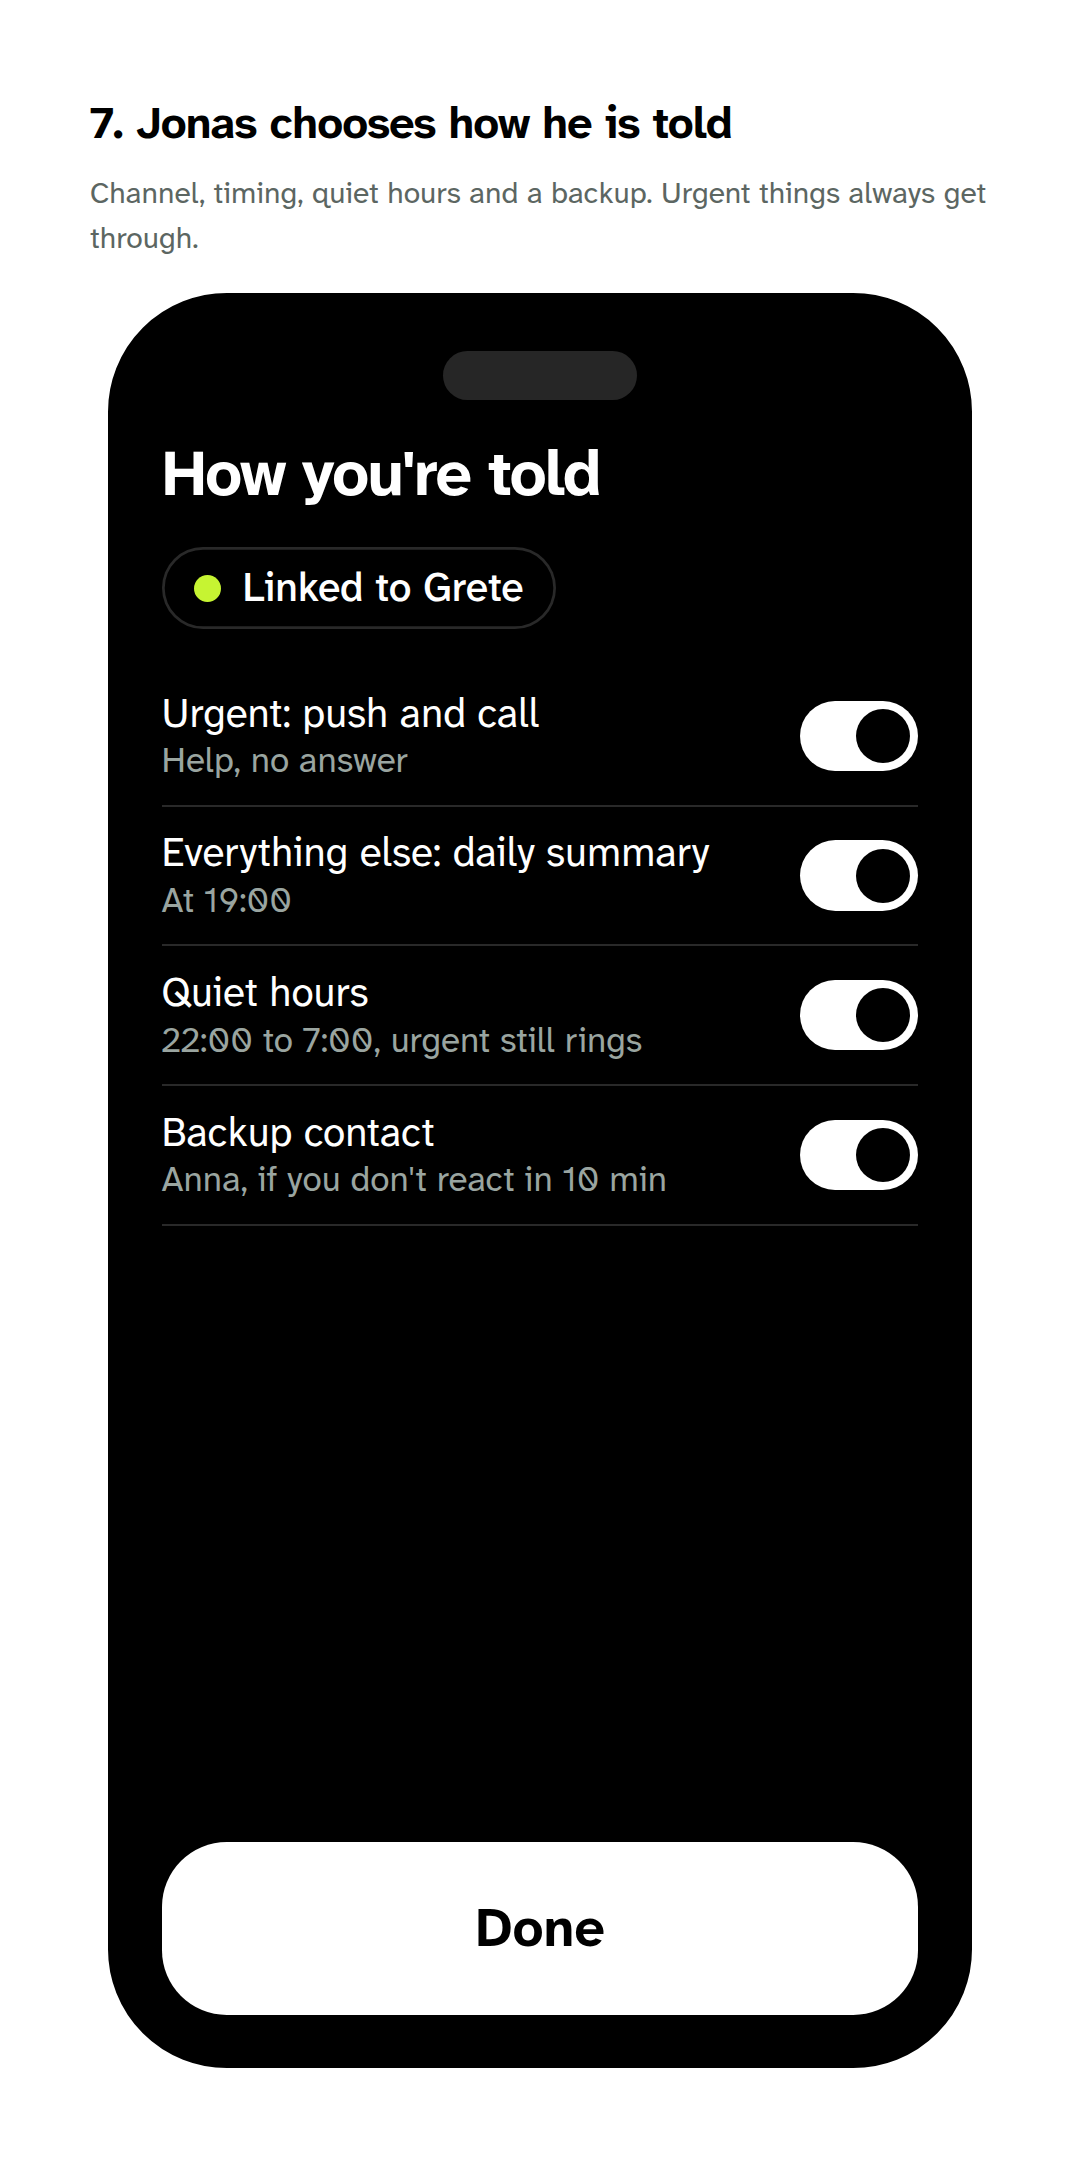 7. Jonas chooses how he is told
Channel, timing, quiet hours and a backup. Urgent things always get
through.
How you're told
Linked to Grete
Urgent: push and call
Help, no answer
Everything else: daily summary
At 19:00
Quiet hours
22:00 to 7:00, urgent still rings
Backup contact
Anna, if you don't react in 10 min
Done